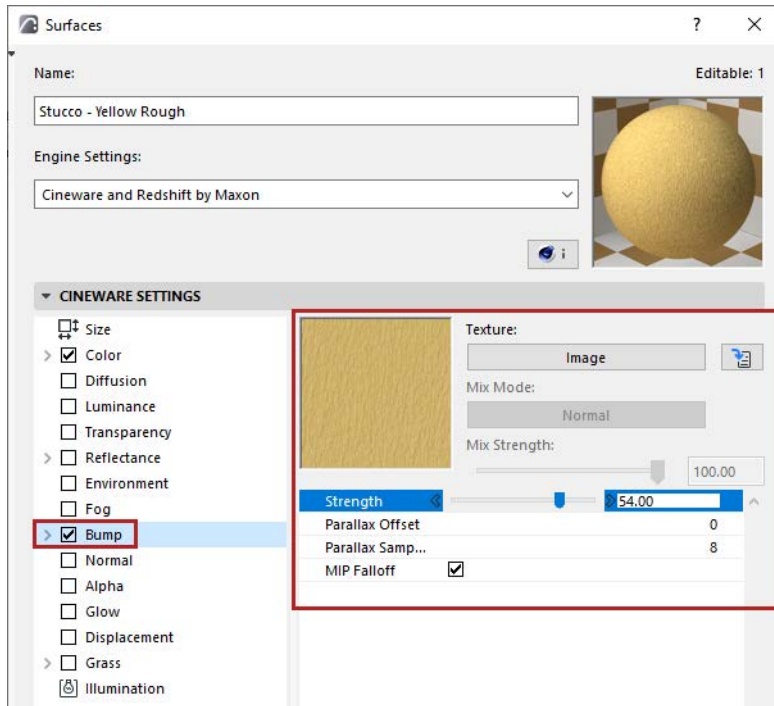 Surfaces
?
Name:
Editable: 1
Stucco - Yellow Rough
Engine Settings:
Cineware and Redshift by Maxon
i
CINEWARE SETTINGS
Size
Color
Diffusion
Luminance
Transparency
Reflectance
Environment
Fog
Bump
Normal
Alpha
Glow
Displacement
Grass
Illumination
Texture:
Image
Mix Mode:
Normal
Mix Strength:
100.00
Strength 54.00
Parallax Offset 0
Parallax Samp... 8
MIP Falloff